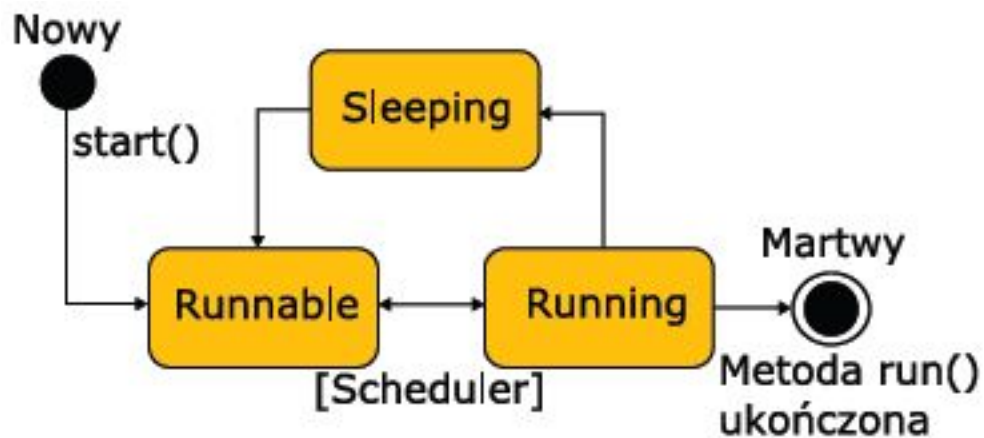 Nowy
start()
Sleeping
Runnable
Running
[Scheduler]
Martwy
Metoda run()
ukończona